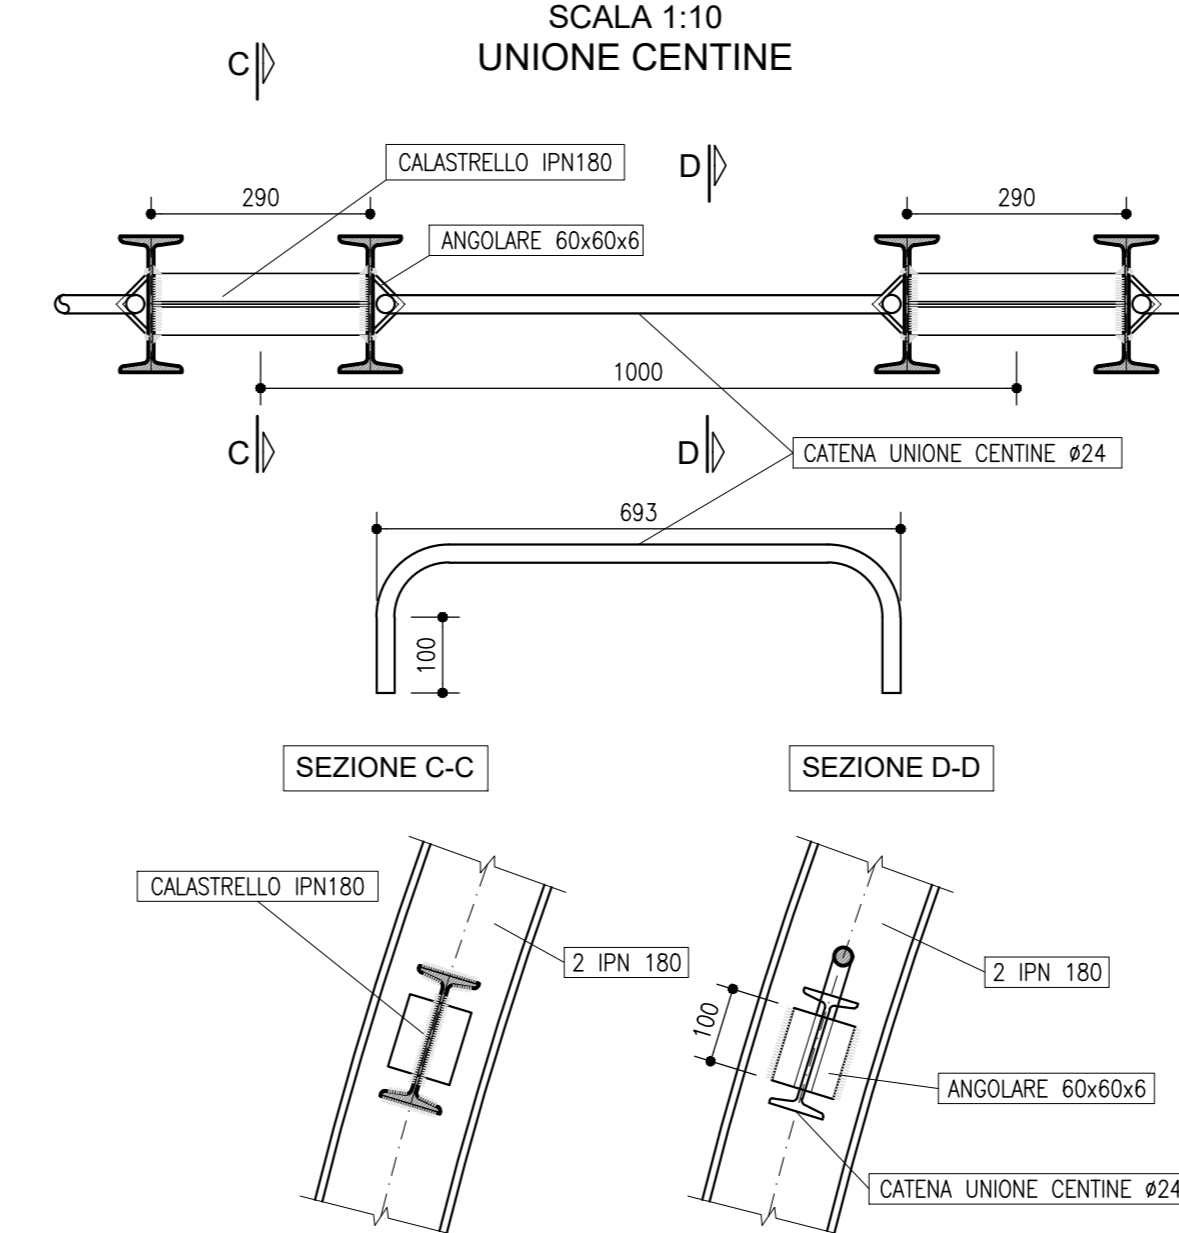 SCALA 1:10
UNIONE CENTINE
C
D
CALASTRELLO IPN180
290
290
ANGOLARE 60x60x6
1000
C
D
CATENA UNIONE CENTINE ø24
693
100
SEZIONE C-C
SEZIONE D-D
CALASTRELLO IPN180
2 IPN 180
2 IPN 180
100
ANGOLARE 60x60x6
CATENA UNIONE CENTINE ø24